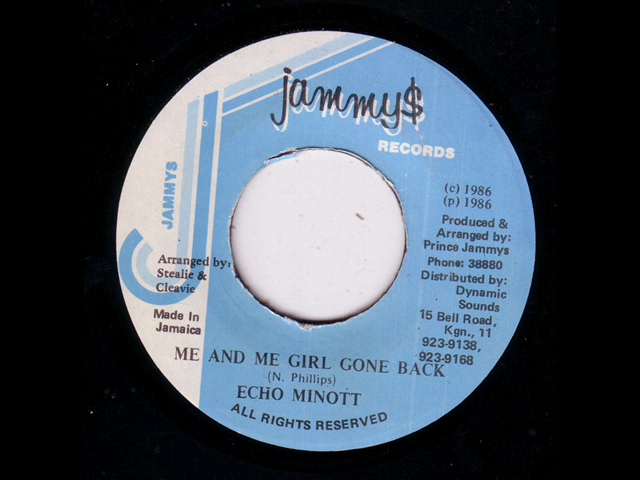 jammy$
RECORDS
JAMMYS
(c) 1986
(p) 1986
Produced &
Arranged by:
Prince Jammys
Phone: 38880
Distributed by:
Dynamic
Sounds
15 Bell Road,
Kgn., 11
923-9138,
923-9168
Arranged by:
Stealie &
Cleavie
Made In
Jamaica
ME AND ME GIRL GONE BACK
(N. Phillips)
ECHO MINOTT
ALL RIGHTS RESERVED